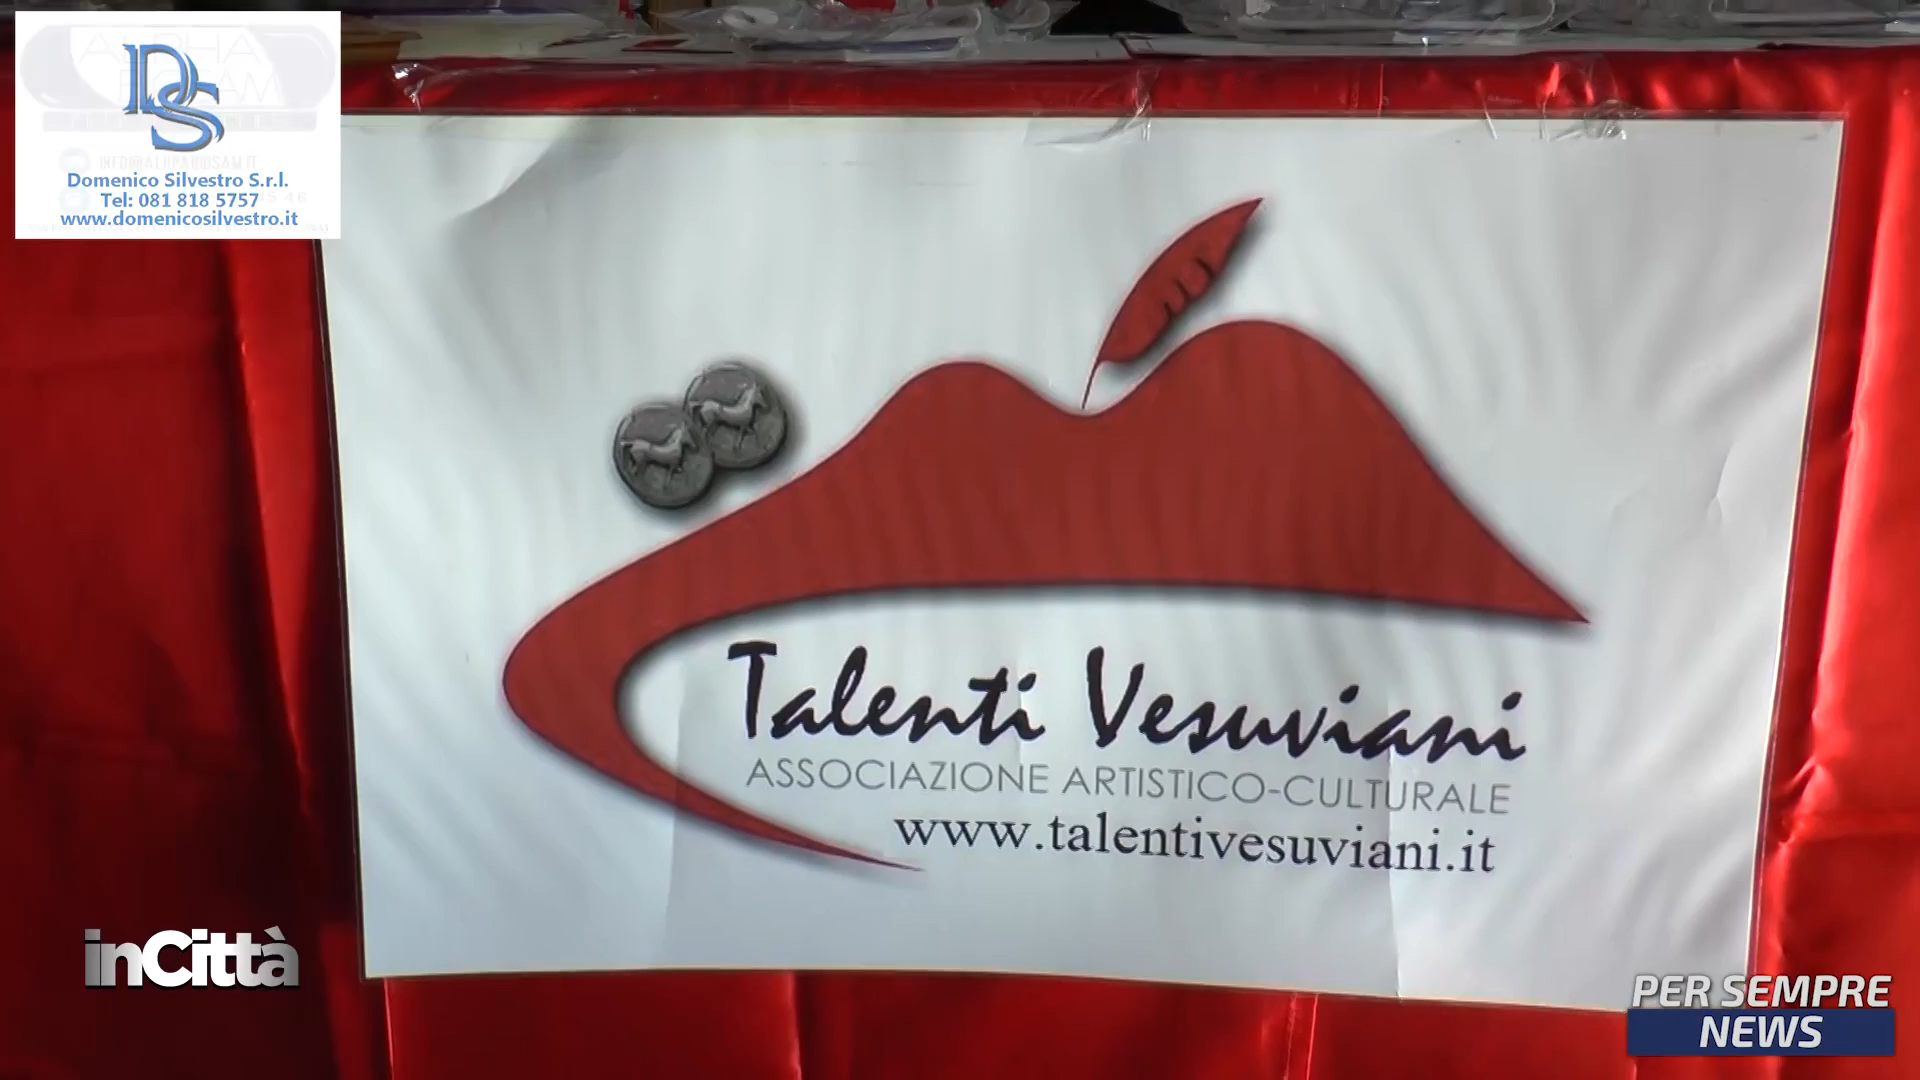 DS
Domenico Silvestro S.r.l.
Tel: 081 818 5757
www.domenicosilvestro.it
Talenti Vesuviani
ASSOCIAZIONE ARTISTICO-CULTURALE
www.talentivesuviani.it
inCittà
PER SEMPRE
NEWS